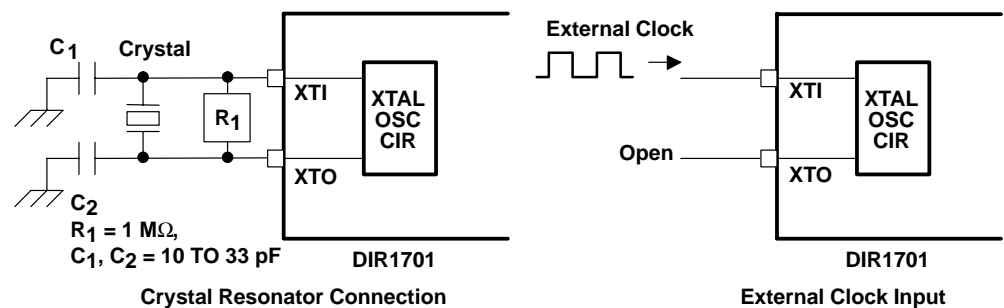 C1
Crystal
XTI
R1
XTAL
OSC
CIR
XTO
C2
R1 = 1 MΩ,
C1, C2 = 10 TO 33 pF
DIR1701
Crystal Resonator Connection
External Clock
XTI
XTAL
OSC
CIR
Open
XTO
DIR1701
External Clock Input